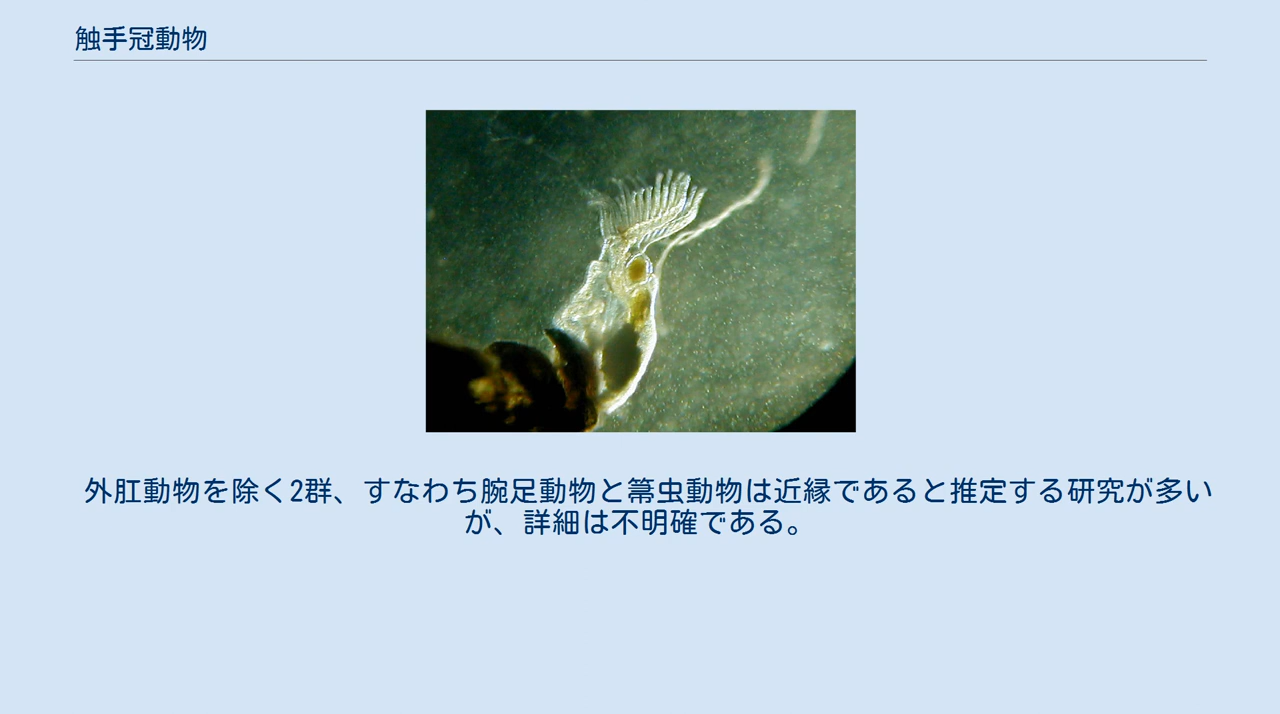 触手冠動物
外肛動物を除く2群、すなわち腕足動物と箒虫動物は近縁であると推定する研究が多い
が、詳細は不明確である。